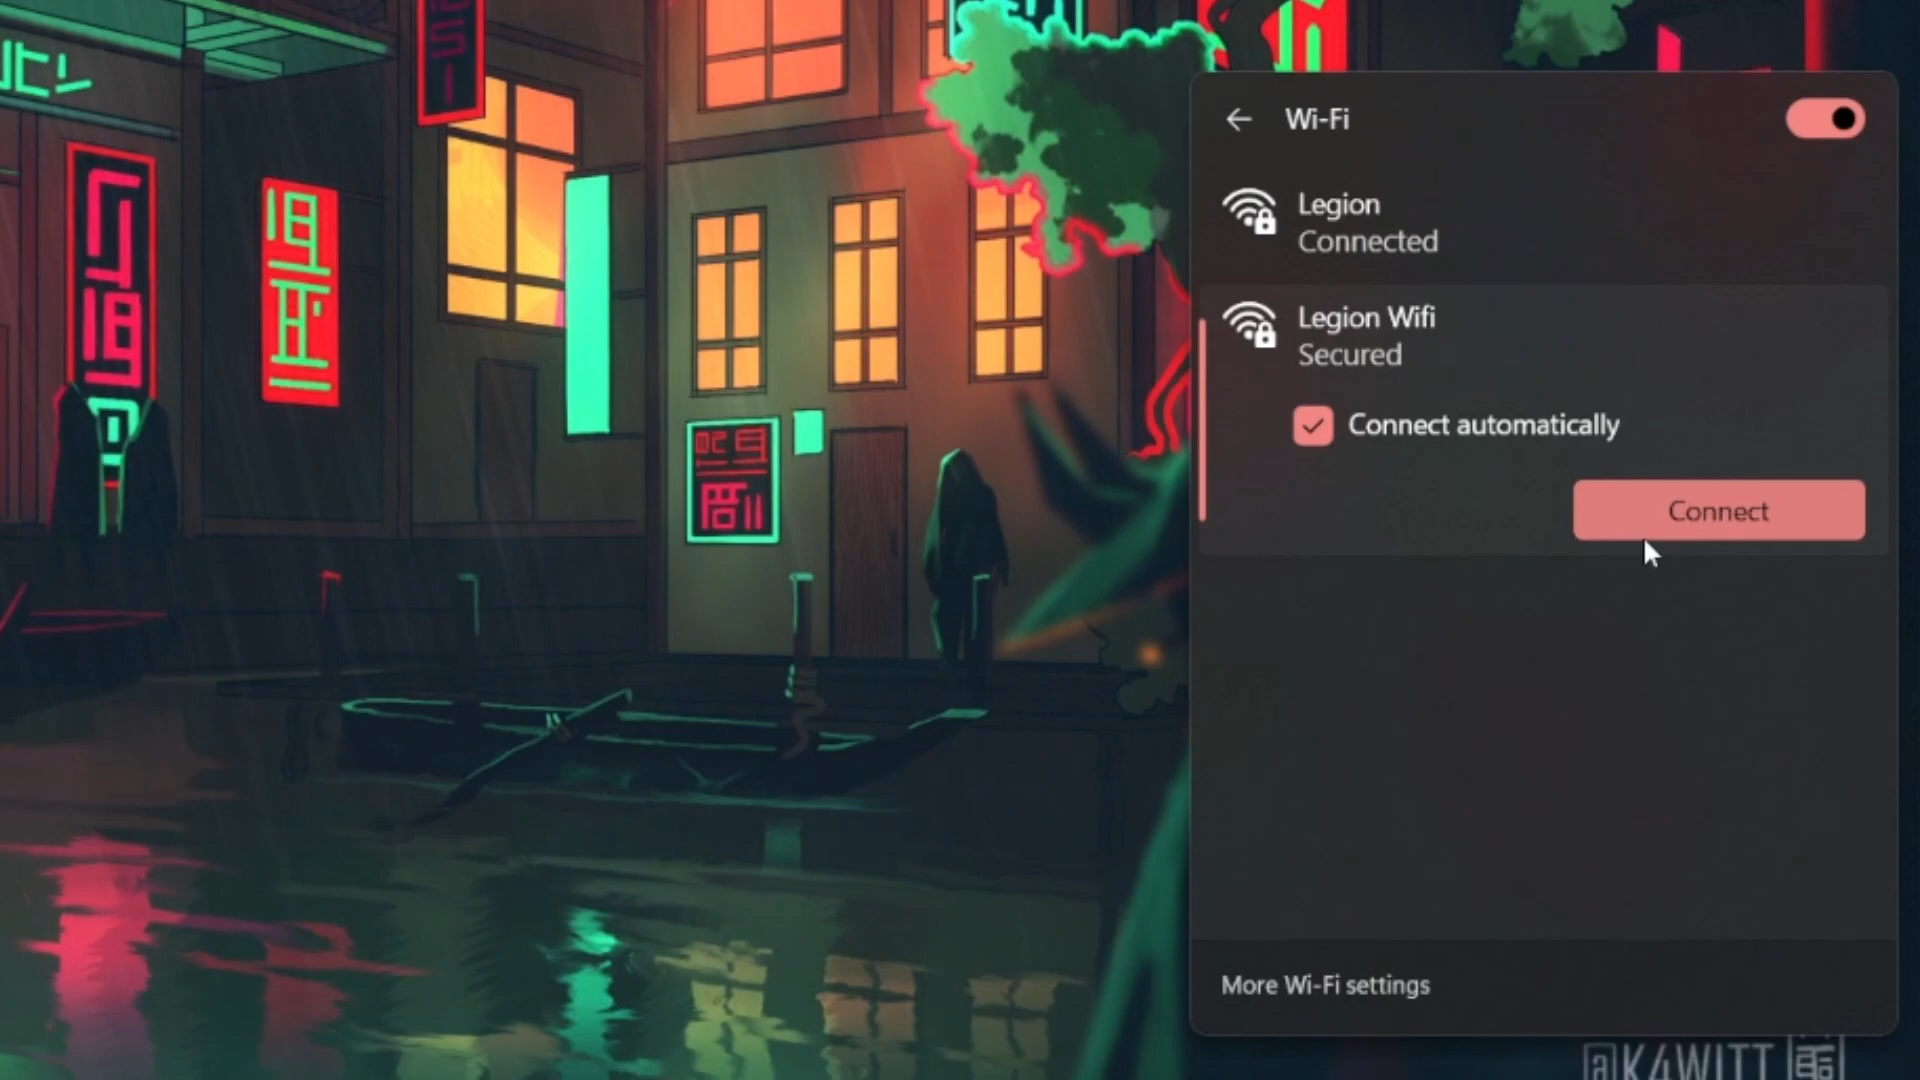 Wi-Fi
Legion
Connected
Legion Wifi
Secured
Connect automatically
Connect
More Wi-Fi settings
@K4WITT